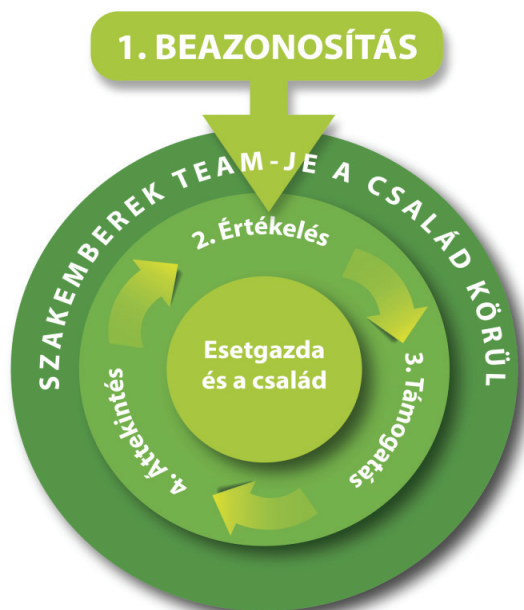 1. BEAZONOSÍTÁS
SZAKEMBEREK TEAM-JE A CSALÁD KÖRÜL
2. Értékelés
3. Támogatás
4. Áttekintés
Esetgazda
és a család